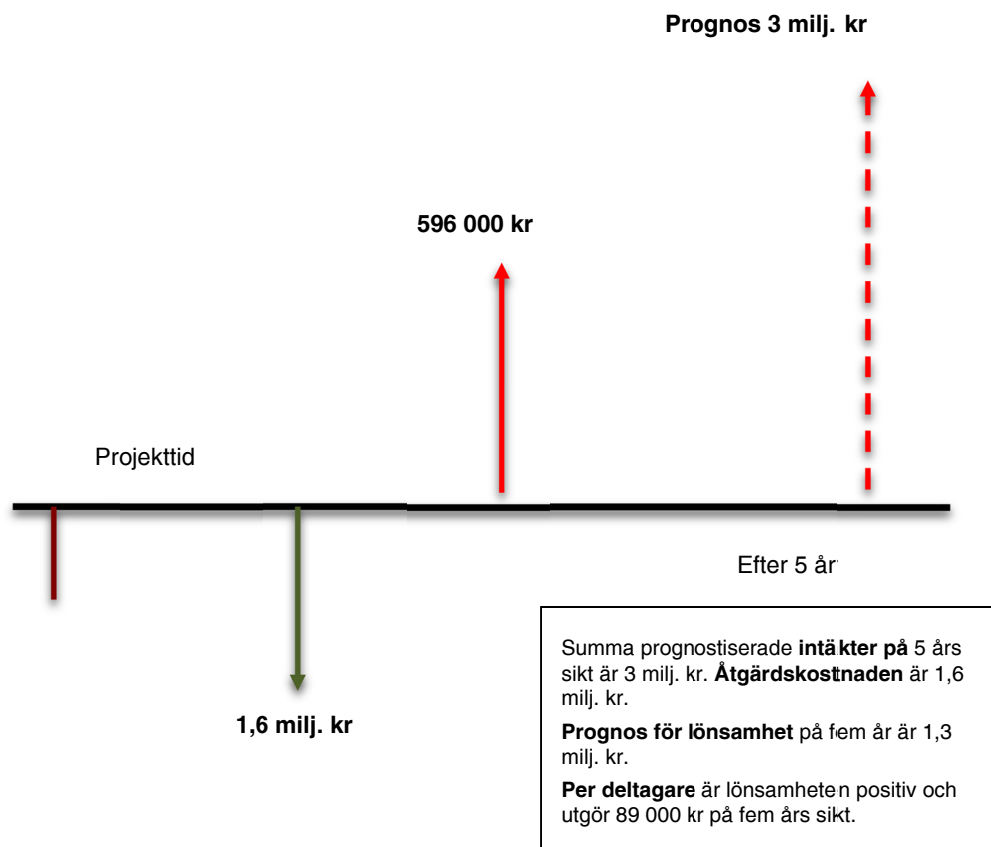 Prognos 3 milj. kr
596 000 kr
Projekttid
Efter 5 år
1,6 milj. kr
Summa prognostiserade intäkter på 5 års
sikt är 3 milj. kr. Åtgärdskostnaden är 1,6
milj. kr.
Prognos för lönsamhet på fem år är 1,3
milj. kr.
Per deltagare är lönsamheten positiv och
utgör 89 000 kr på fem års sikt.